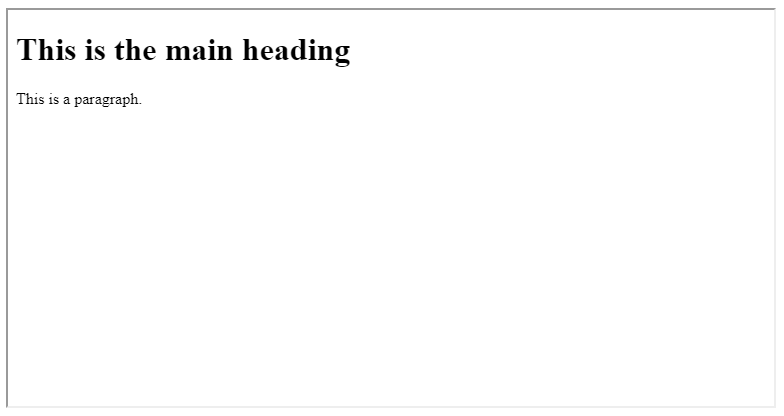 This is the main heading
This is a paragraph.